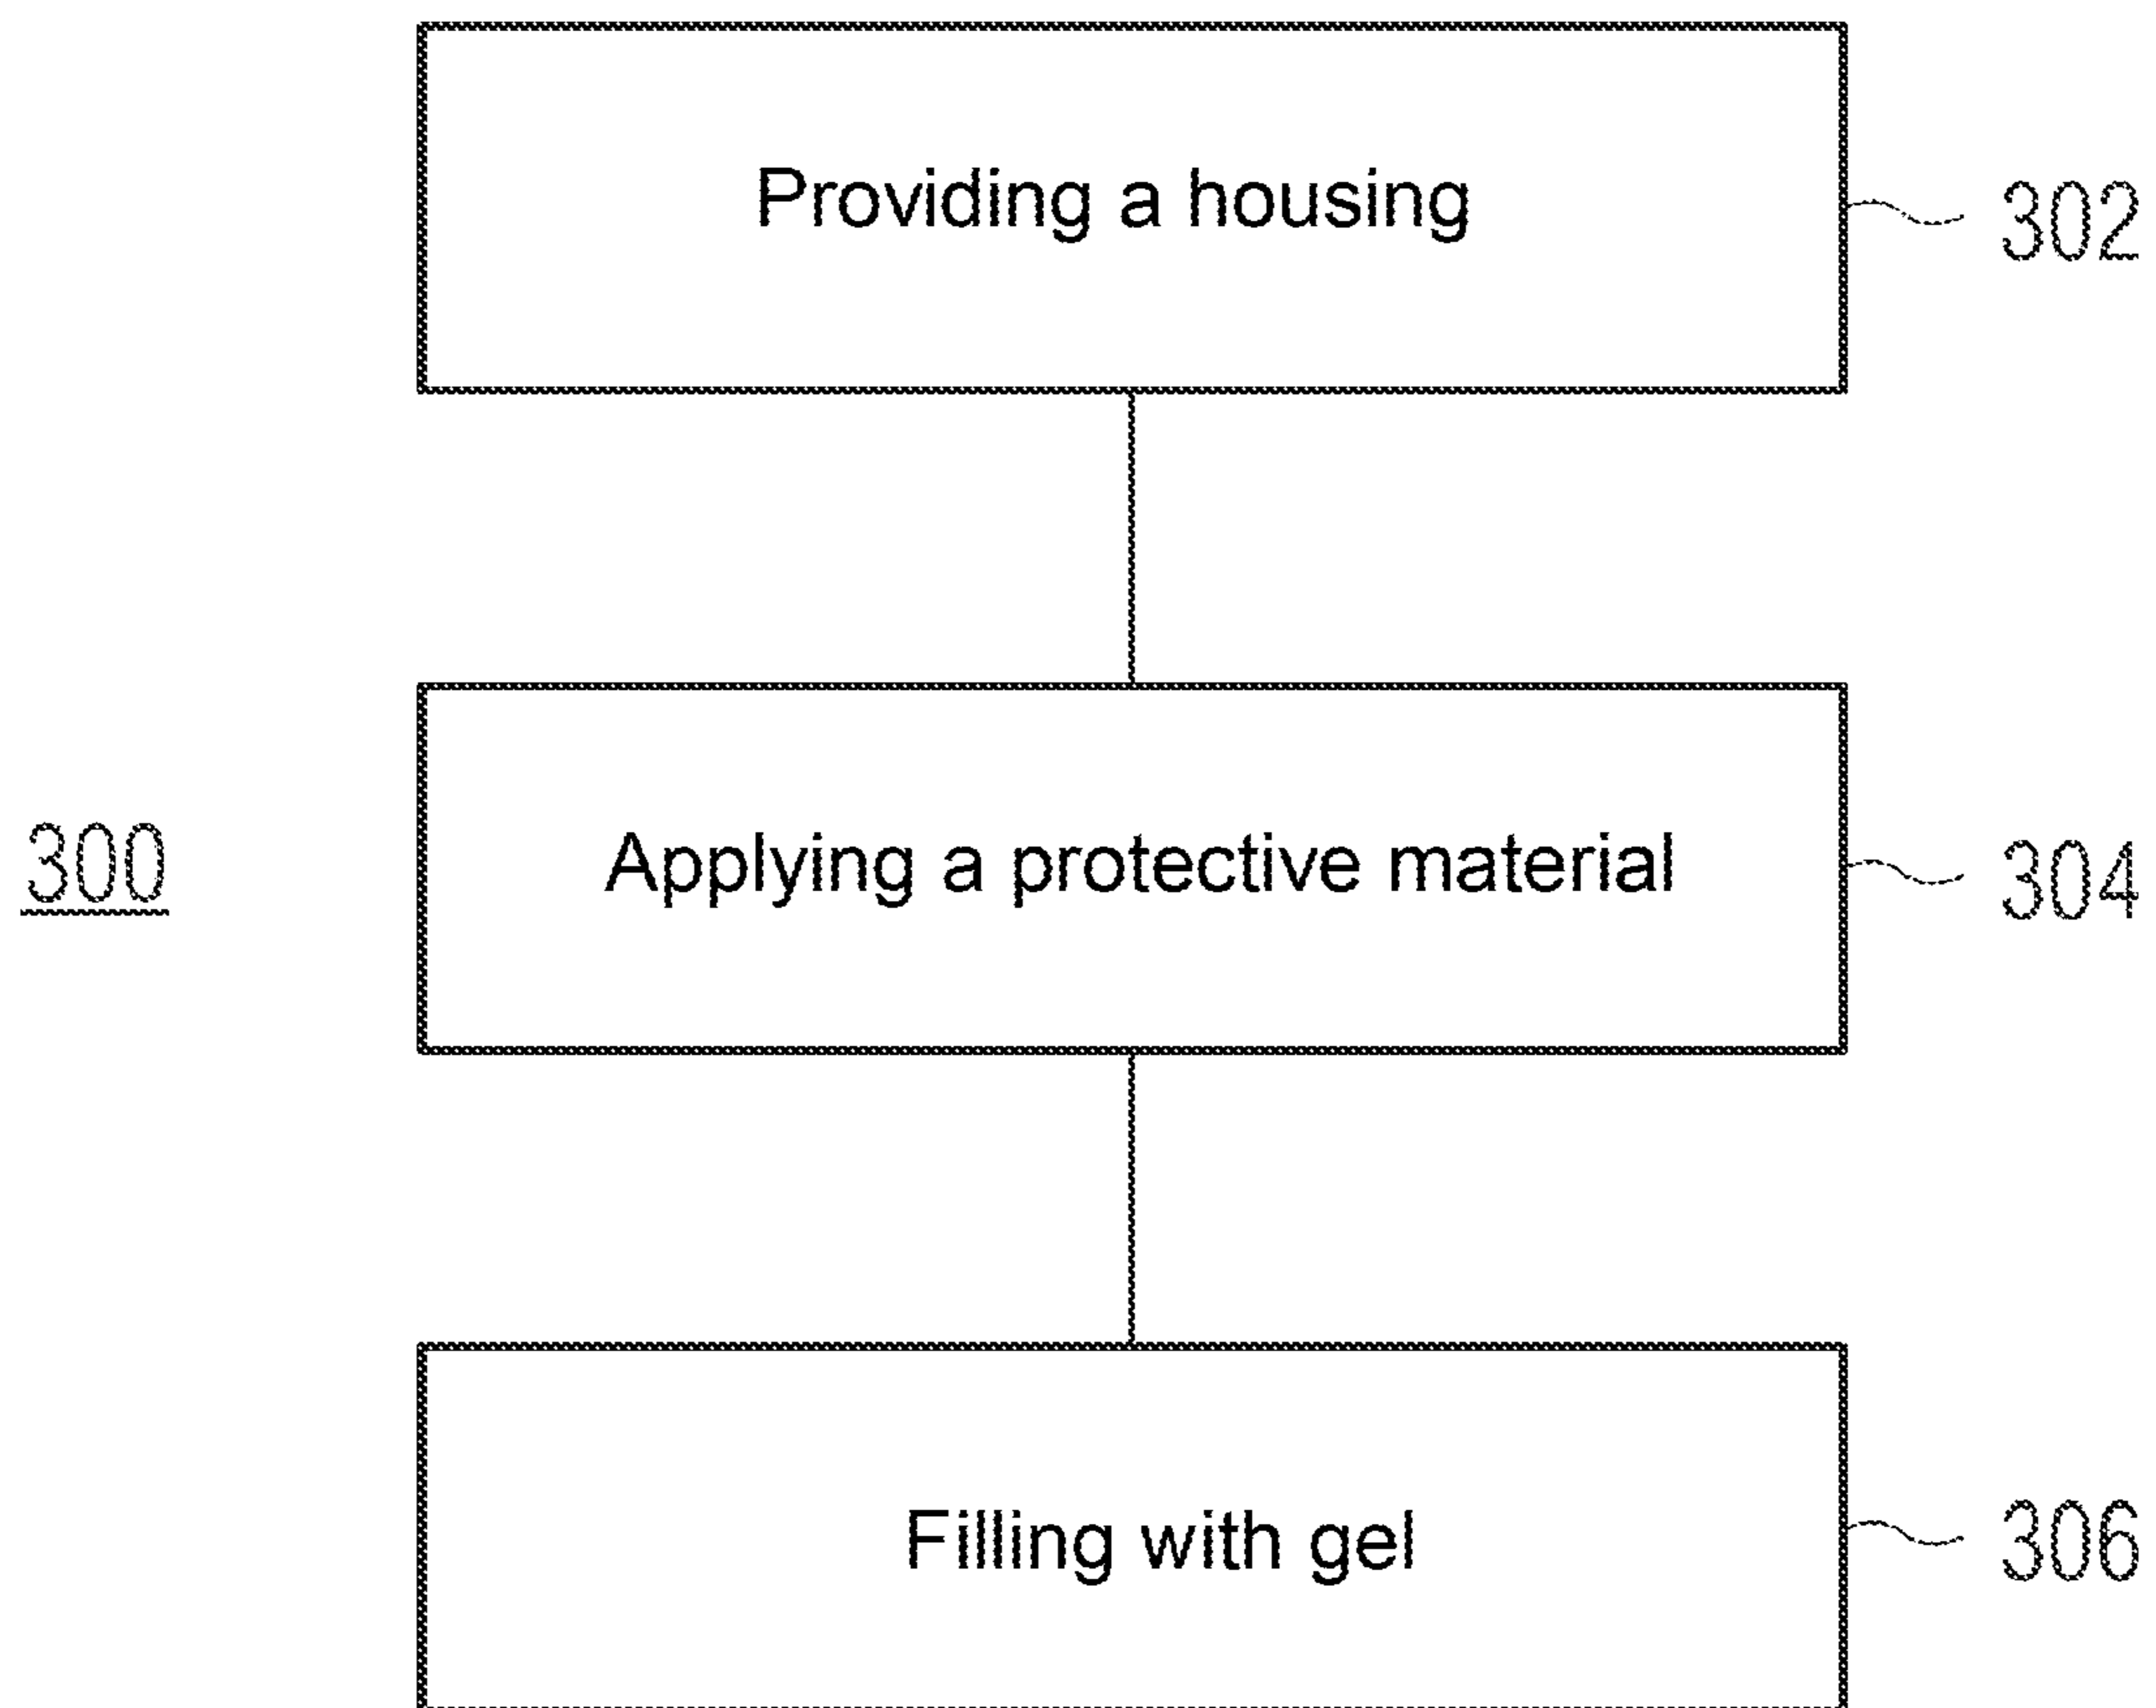 Providing a housing
302
300
Applying a protective material
304
Filling with gel
306